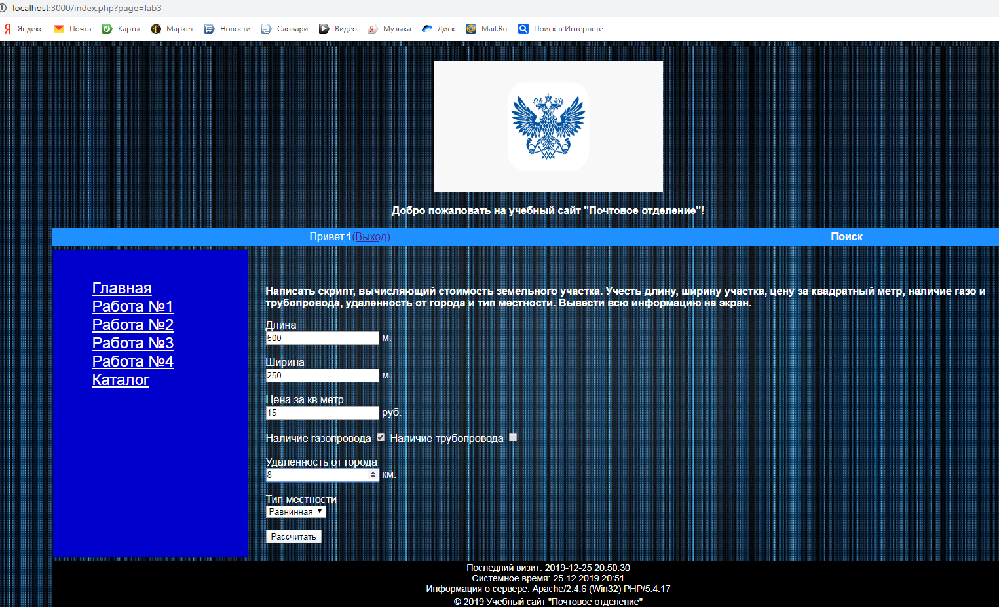 localhost:3000/index.php?page=lab3
Яндекс Почта Карты Маркет Новости Словари Видео Музыка Диск Mail.Ru Поиск в Интернете
Добро пожаловать на учебный сайт "Почтовое отделение"!
Привет,1(Выход) Поиск
Главная
Работа №1
Работа №2
Работа №3
Работа №4
Каталог
Написать скрипт, вычисляющий стоимость земельного участка. Учесть длину, ширину участка, цену за квадратный метр, наличие газо и
трубопровода, удаленность от города и тип местности. Вывести всю информацию на экран.
Длина
500 м.
Ширина
250 м.
Цена за кв.метр
15 руб.
Наличие газопровода Наличие трубопровода
Удаленность от города
8 км.
Тип местности
Равнинная
Рассчитать
Последний визит: 2019-12-25 20:50:30
Системное время: 25.12.2019 20:51
Информация о сервере: Apache/2.4.6 (Win32) PHP/5.4.17
© 2019 Учебный сайт "Почтовое отделение"